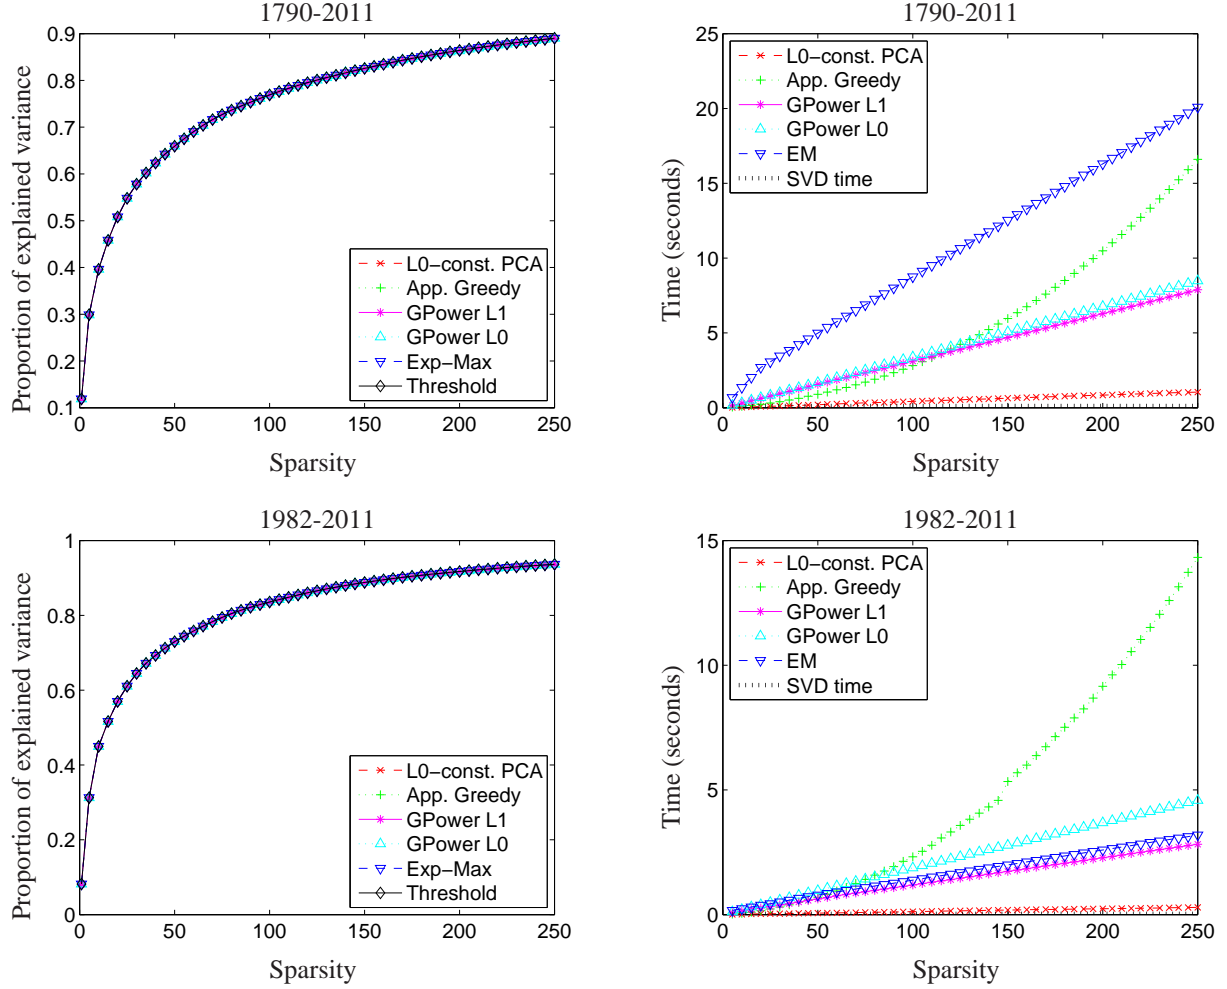 1790-2011
0.9
0.8
0.7
0.6
0.5
0.4
0.3
0.2
0.1
Proportion of explained variance
L0−const. PCA
App. Greedy
GPower L1
GPower L0
Exp−Max
Threshold
0 50 100 150 200 250
Sparsity
1790-2011
25
20
15
10
5
0
Time (seconds)
L0−const. PCA
App. Greedy
GPower L1
GPower L0
EM
SVD time
0 50 100 150 200 250
Sparsity
1982-2011
1
0.8
0.6
0.4
0.2
0
Proportion of explained variance
L0−const. PCA
App. Greedy
GPower L1
GPower L0
Exp−Max
Threshold
0 50 100 150 200 250
Sparsity
1982-2011
15
10
5
0
Time (seconds)
L0−const. PCA
App. Greedy
GPower L1
GPower L0
EM
SVD time
0 50 100 150 200 250
Sparsity